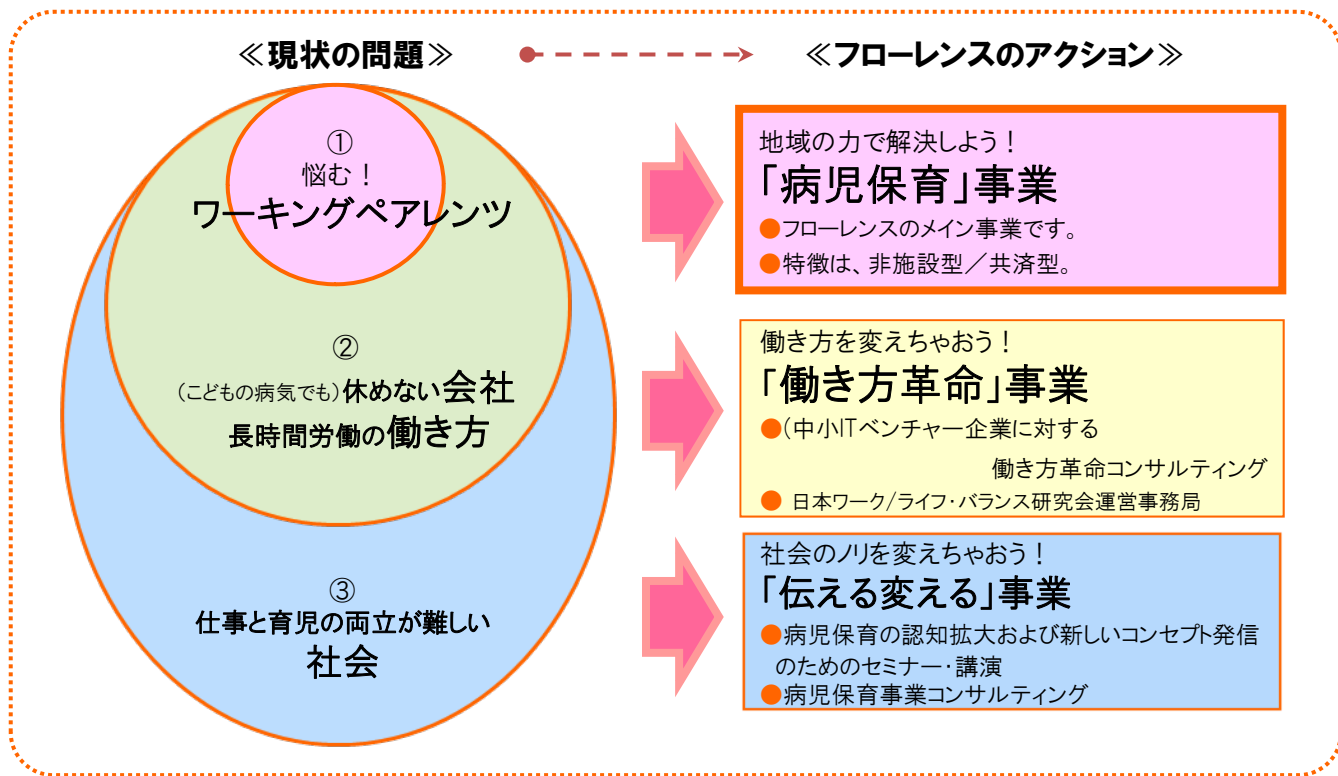 ≪現状の問題≫
≪フローレンスのアクション≫
①
悩む！
ワーキングペアレンツ
②
（こどもの病気でも）休めない会社
長時間労働の働き方
③
仕事と育児の両立が難しい
社会
地域の力で解決しよう！
「病児保育」事業
●フローレンスのメイン事業です。
●特徴は、非施設型／共済型。
働き方を変えちゃおう！
「働き方革命」事業
●（中小ITベンチャー企業に対する
働き方革命コンサルティング
● 日本ワーク/ライフ・バランス研究会運営事務局
社会のノリを変えちゃおう！
「伝える変える」事業
●病児保育の認知拡大および新しいコンセプト発信
のためのセミナー・講演
●病児保育事業コンサルティング